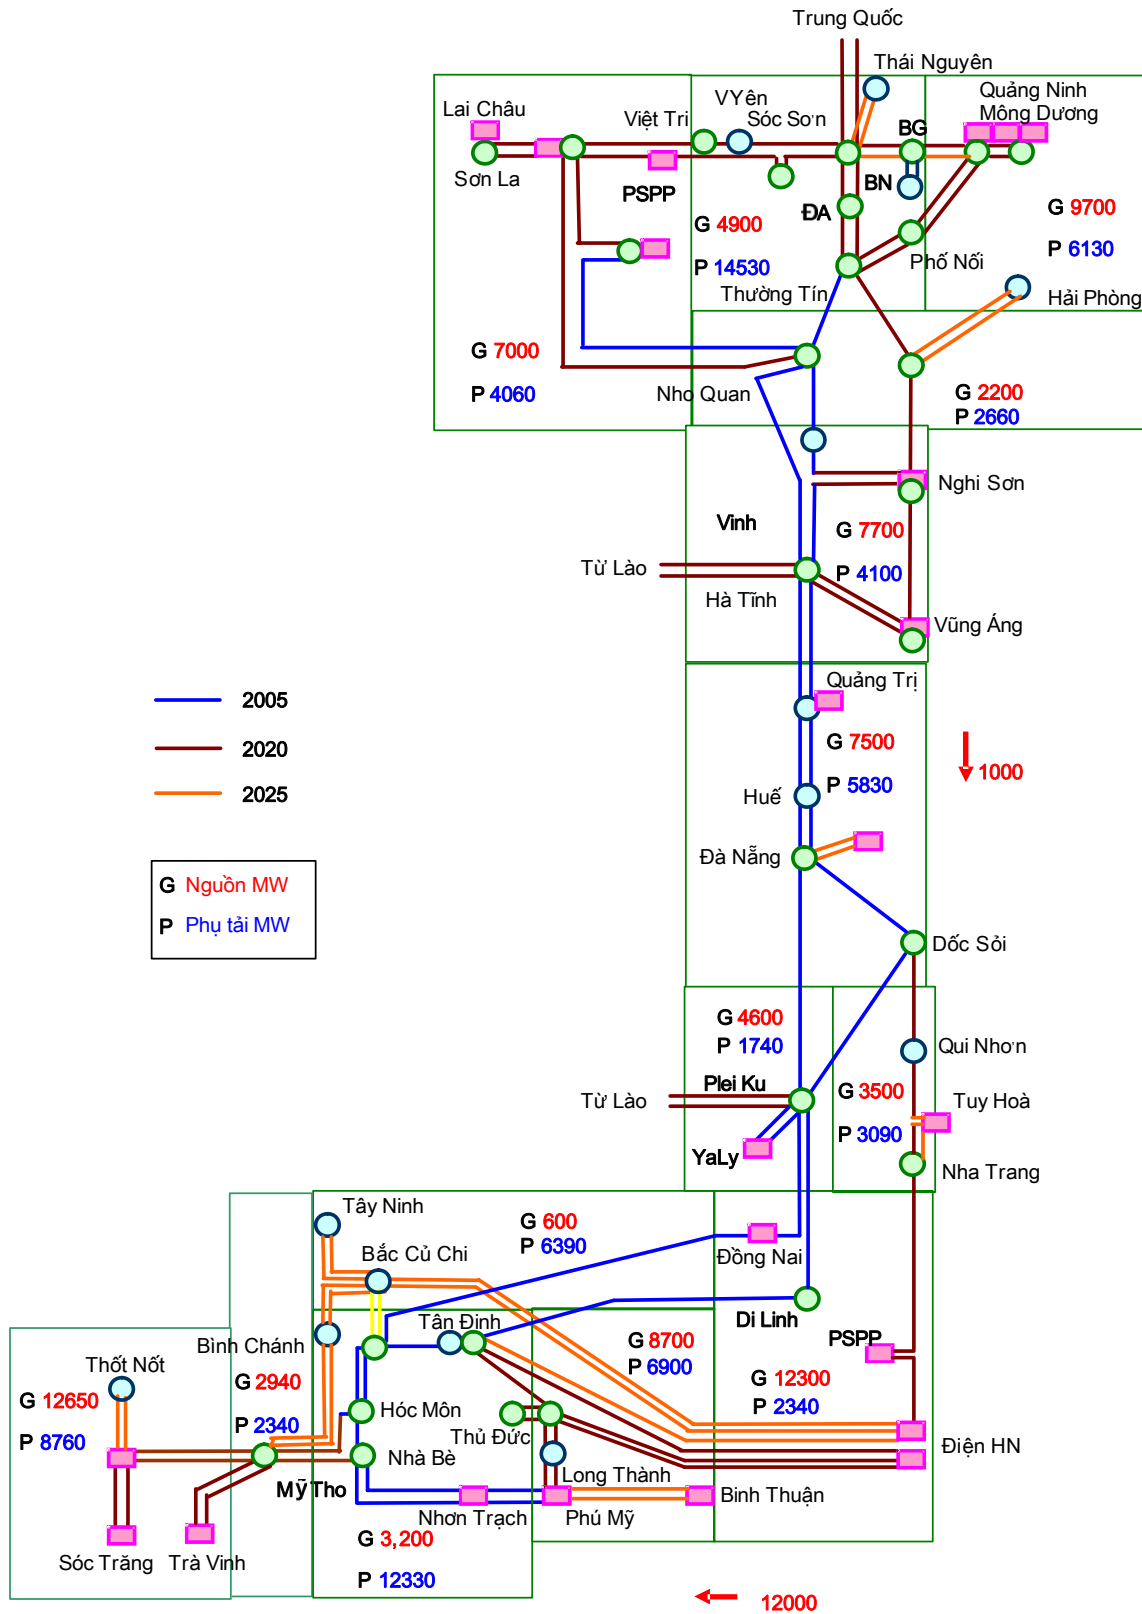 Trung Quốc
Thái Nguyên
Lai Châu
Việt Trì
VYên
Sóc Sơn
BG
Quảng Ninh
Mông Dương
Sơn La
PSPP
BN
ĐA
G 4900
P 14530
G 9700
P 6130
Phố Nối
Thường Tín
Hải Phòng
G 7000
P 4060
Nho Quan
G 2200
P 2660
Nghi Sơn
Vinh
G 7700
P 4100
Từ Lào
Hà Tĩnh
Vũng Áng
2005
2020
2025
Quảng Trị
G 7500
P 5830
1000
Huế
Đà Nẵng
G Nguồn MW
P Phụ tải MW
Dốc Sỏi
G 4600
P 1740
Plei Ku
Từ Lào
YaLy
Qui Nhơn
G 3500
P 3090
Tuy Hoà
Nha Trang
Tây Ninh
G 600
P 6390
Bắc Củ Chi
Đồng Nai
Di Linh
Tân Định
Bình Chánh
PSPP
Thốt Nốt
G 12650
P 8760
G 2940
P 2340
G 8700
P 6900
G 12300
P 2340
Hóc Môn
Thủ Đức
Nhà Bè
Mỹ Tho
Long Thành
Điện HN
Nhơn Trạch
Phú Mỹ
Binh Thuận
Sóc Trăng
Trà Vinh
G 3,200
P 12330
12000